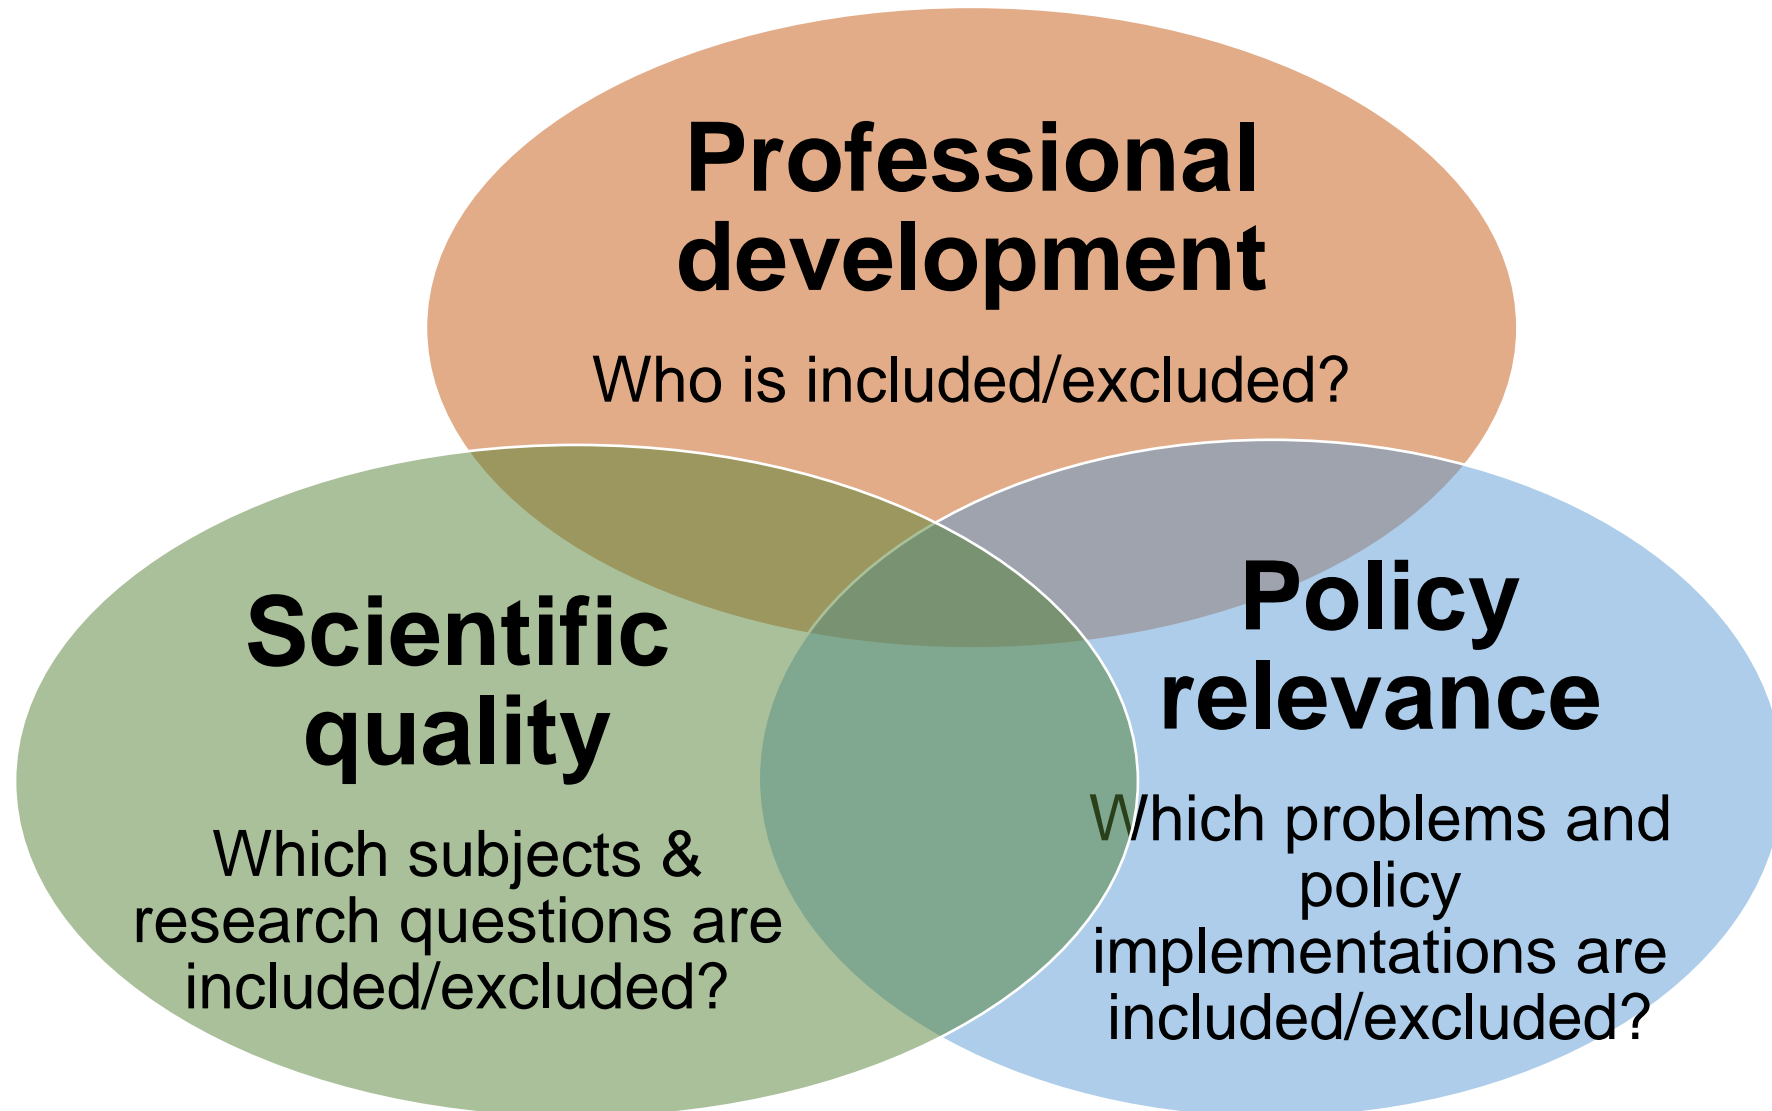 Professional
development
Who is included/excluded?
Scientific
quality
Which subjects &
research questions are
included/excluded?
Policy
relevance
Which problems and
policy
implementations are
included/excluded?